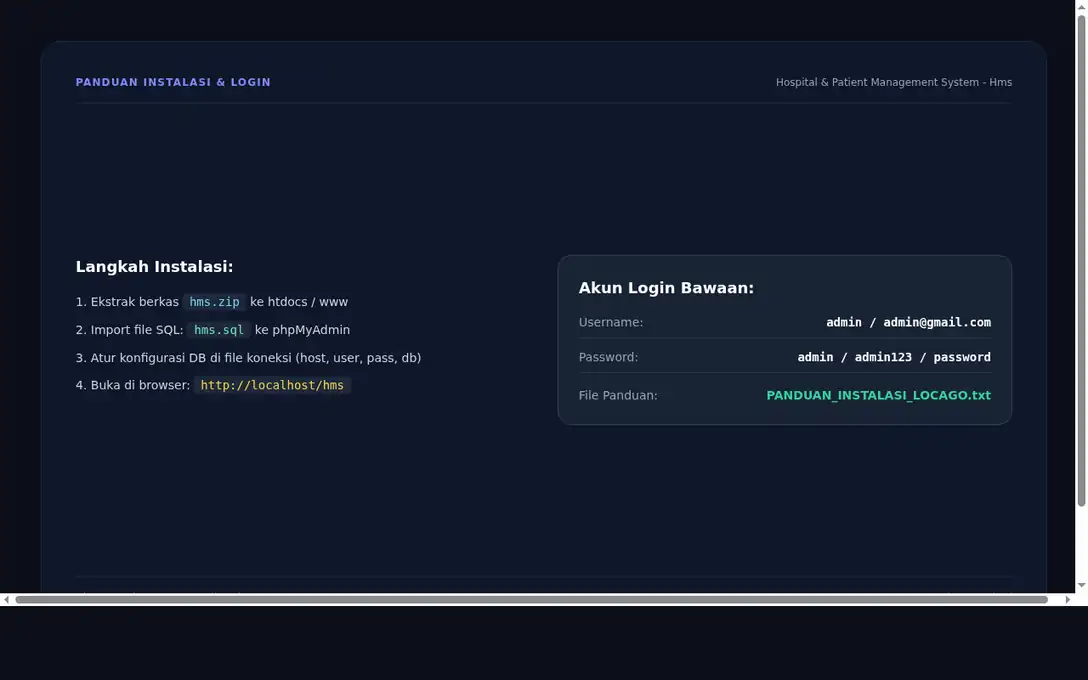 PANDUAN INSTALASI & LOGIN
Hospital & Patient Management System - Hms
Langkah Instalasi:
1. Ekstrak berkas hms.zip ke htdocs / www
2. Import file SQL: hms.sql ke phpMyAdmin
3. Atur konfigurasi DB di file koneksi (host, user, pass, db)
4. Buka di browser: http://localhost/hms
Akun Login Bawaan:
Username: admin / admin@gmail.com
Password: admin / admin123 / password
File Panduan: PANDUAN_INSTALASI_LOCAGO.txt